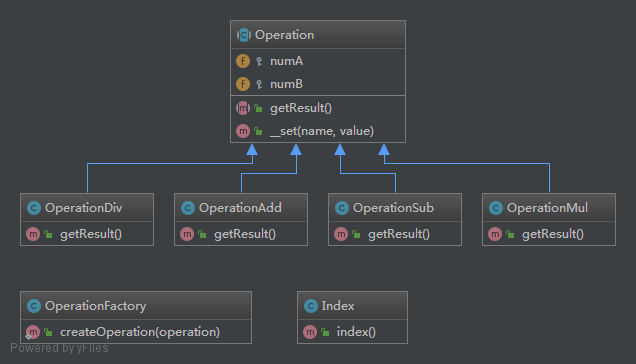 Operation
numA
numB
getResult()
__set(name, value)
OperationDiv
getResult()
OperationAdd
getResult()
OperationSub
getResult()
OperationMul
getResult()
OperationFactory
createOperation(operation)
Index
index()
Powered by yFiles